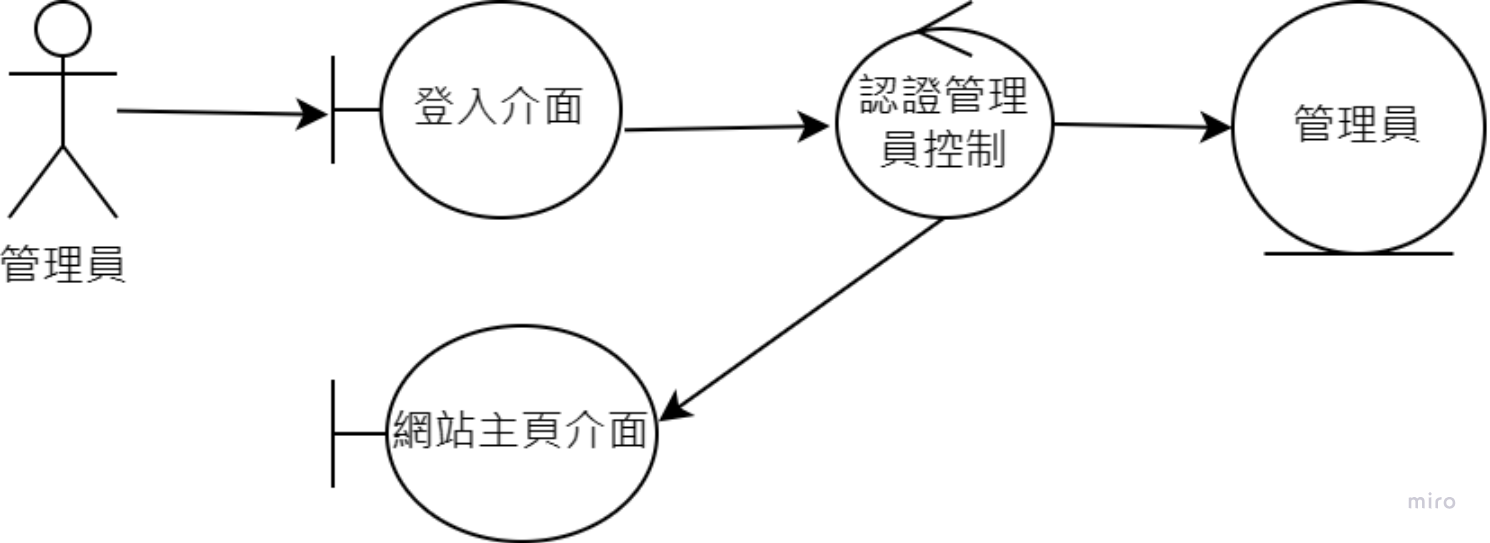 登入介面
認證管理
員控制
管理員
管理員
網站主頁介面
miro